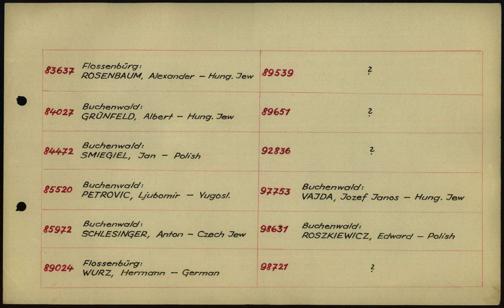 83637 Flossenbürg:
ROSENBAUM, Alexander – Hung. Jew
84027 Buchenwald:
GRÜNFELD, Albert – Hung. Jew
84472 Buchenwald:
SMIEGIEL, Jan – Polish
85520 Buchenwald:
PETROVIC, Ljubomir – Yugosl.
85972 Buchenwald:
SCHLESINGER, Anton – Czech Jew
89024 Flossenbürg:
WURZ, Hermann – German
89539 ?
89651 ?
92836 ?
97753 Buchenwald:
VAJDA, Jozef Janos – Hung. Jew
98631 Buchenwald:
ROSZKIEWICZ, Edward – Polish
98721 ?